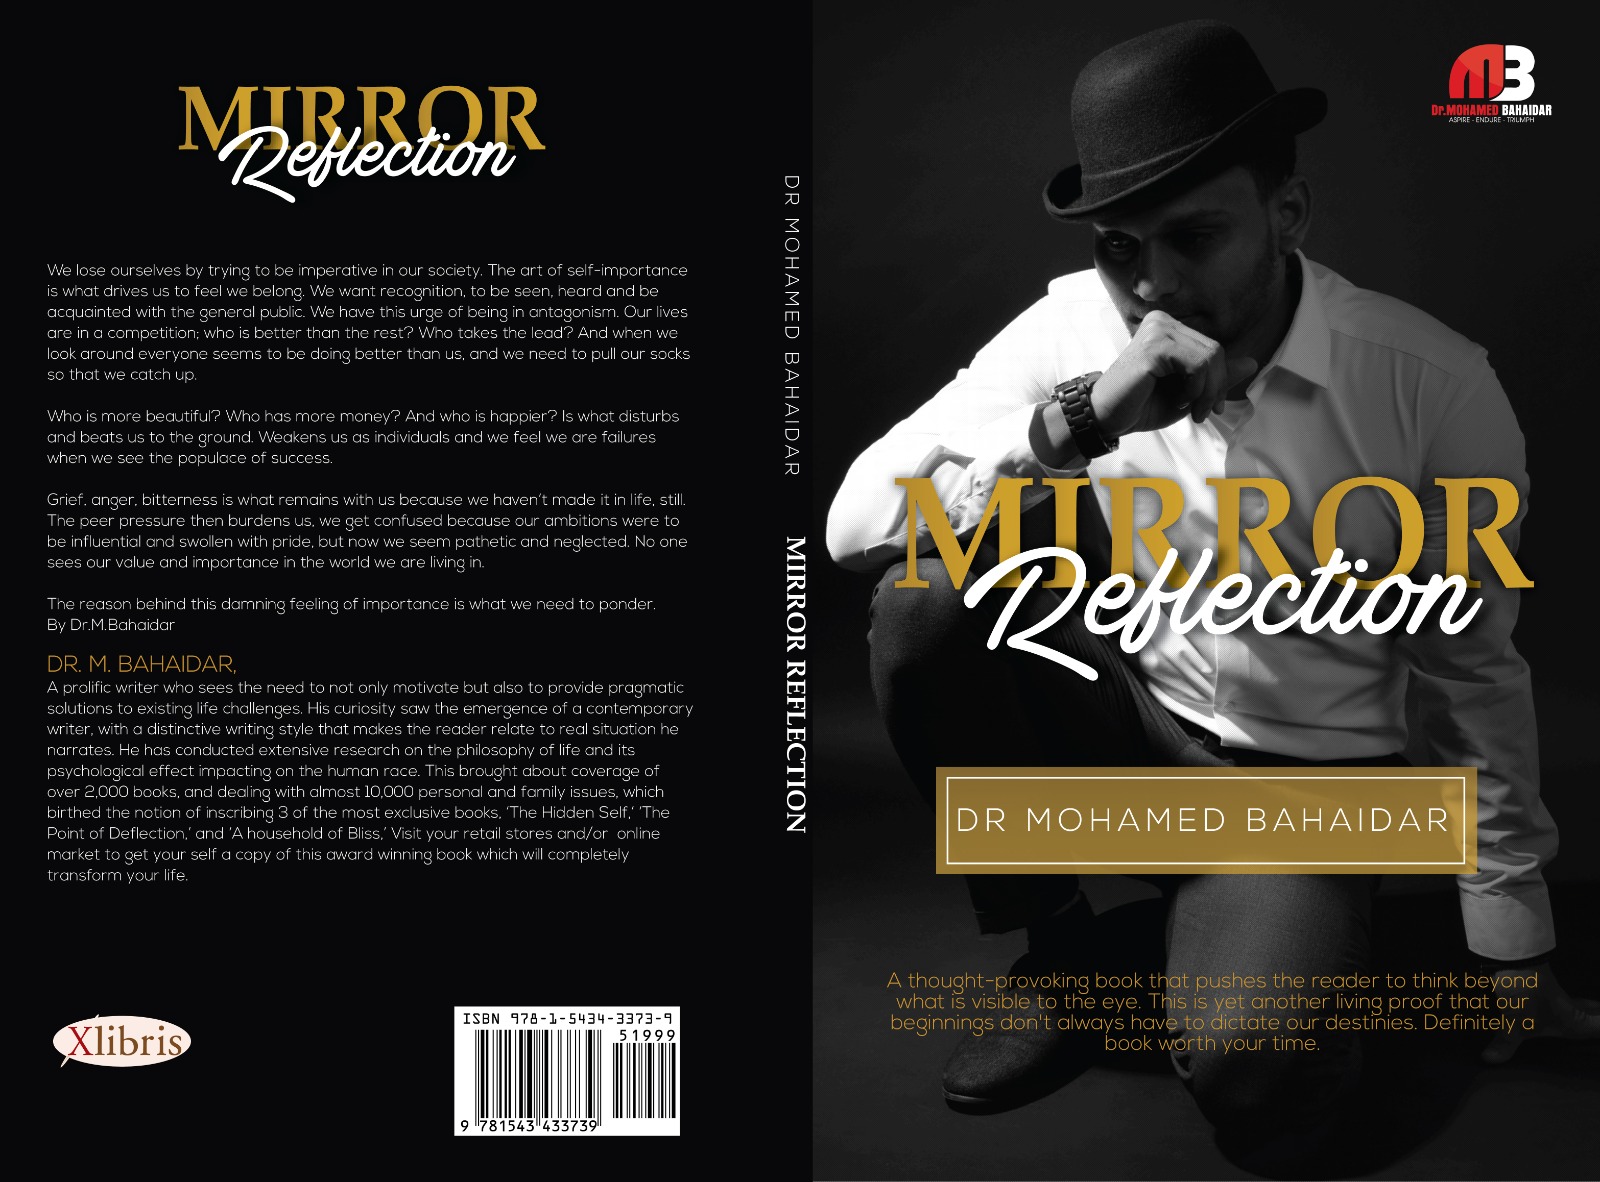 MIRROR
Reflection
We lose ourselves by trying to be imperative in our society. The art of self-importance
is what drives us to feel we belong. We want recognition, to be seen, heard and be
acquainted with the general public. We have this urge of being in antagonism. Our lives
are in a competition; who is better than the rest? Who takes the lead? And when we
look around everyone seems to be doing better than us, and we need to pull our socks
so that we catch up.
Who is more beautiful? Who has more money? And who is happier? Is what disturbs
and beats us to the ground. Weakens us as individuals and we feel we are failures
when we see the populace of success.
Grief, anger, bitterness is what remains with us because we haven't made it in life, still.
The peer pressure then burdens us, we get confused because our ambitions were to
be influential and swollen with pride, but now we seem pathetic and neglected. No one
sees our value and importance in the world we are living in.
The reason behind this damning feeling of importance is what we need to ponder.
By Dr.M.Bahaidar
DR. M. BAHAIDAR,
A prolific writer who sees the need to not only motivate but also to provide pragmatic
solutions to existing life challenges. His curiosity saw the emergence of a contemporary
writer, with a distinctive writing style that makes the reader relate to real situation he
narrates. He has conducted extensive research on the philosophy of life and its
psychological effect impacting on the human race. This brought about coverage of
over 2,000 books, and dealing with almost 10,000 personal and family issues, which
birthed the notion of inscribing 3 of the most exclusive books, 'The Hidden Self,' 'The
Point of Deflection,' and 'A household of Bliss,' Visit your retail stores and/or  online
market to get your self a copy of this award winning book which will completely
transform your life.
Xlibris
ISBN 978-1-5434-3373-9
51999
9 781543 433739
DR MOHAMED BAHAIDAR
MIRROR REFLECTION
MB
Dr.MOHAMED BAHAIDAR
ASPIRE - ENDURE - TRIUMPH
MIRROR
Reflection
DR MOHAMED BAHAIDAR
A thought-provoking book that pushes the reader to think beyond
what is visible to the eye. This is yet another living proof that our
beginnings don't always have to dictate our destinies. Definitely a
book worth your time.